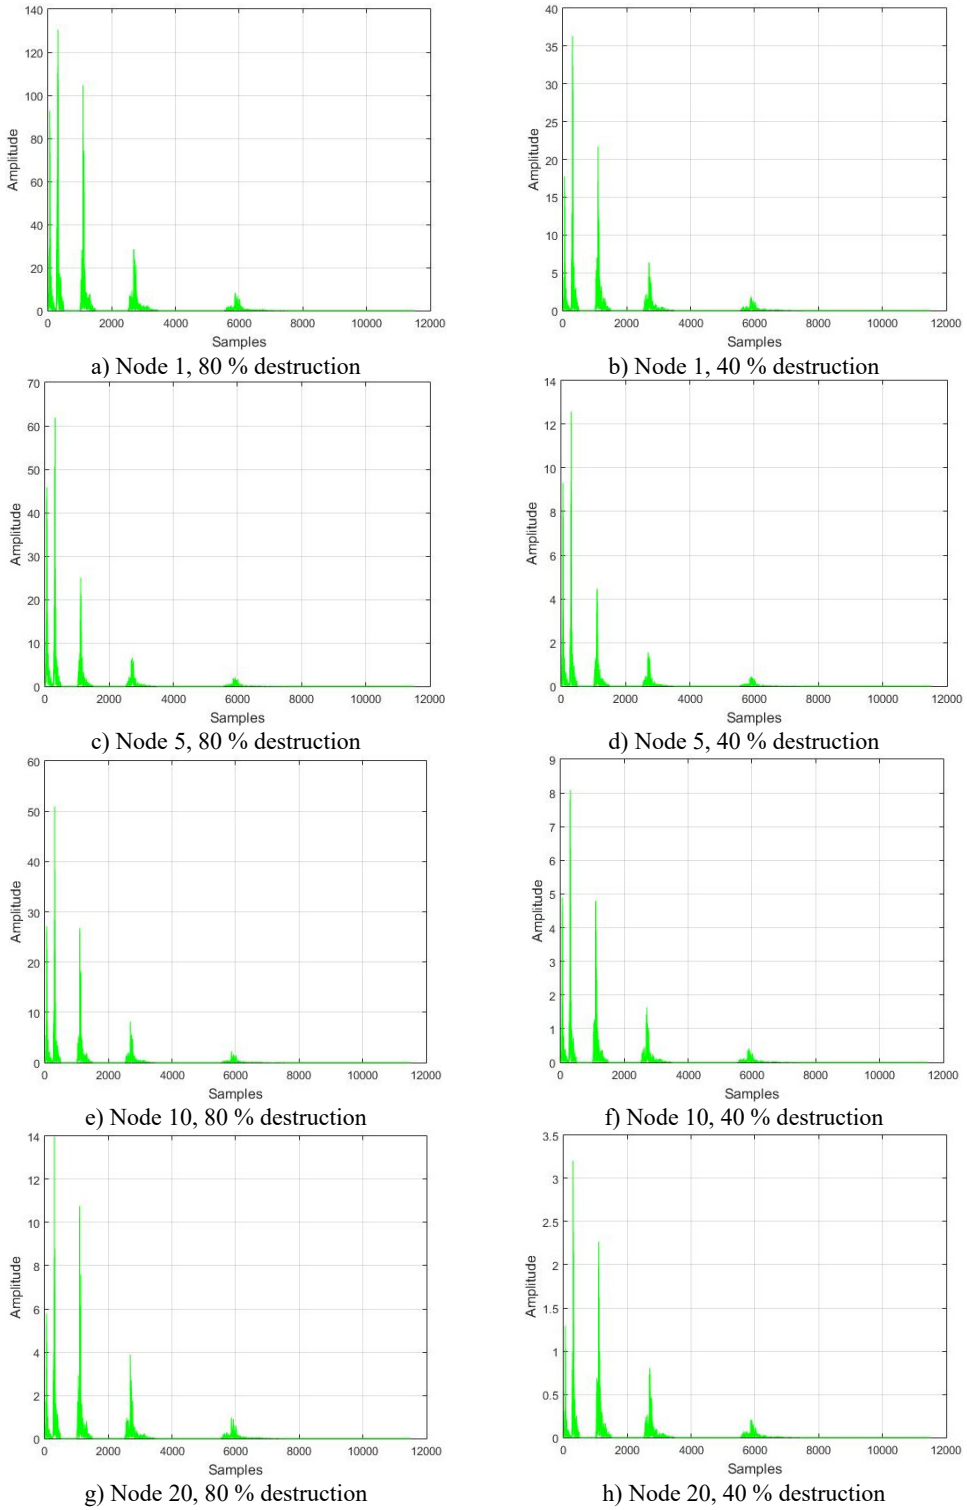 140
120
100
80
60
40
20
0
Amplitude
0 2000 4000 6000 8000 10000 12000
Samples
a) Node 1, 80 % destruction
40
35
30
25
20
15
10
5
0
Amplitude
0 2000 4000 6000 8000 10000 12000
Samples
b) Node 1, 40 % destruction
70
60
50
40
30
20
10
0
Amplitude
0 2000 4000 6000 8000 10000 12000
Samples
c) Node 5, 80 % destruction
14
12
10
8
6
4
2
0
Amplitude
0 2000 4000 6000 8000 10000 12000
Samples
d) Node 5, 40 % destruction
60
50
40
30
20
10
0
Amplitude
0 2000 4000 6000 8000 10000 12000
Samples
e) Node 10, 80 % destruction
9
8
7
6
5
4
3
2
1
0
Amplitude
0 2000 4000 6000 8000 10000 12000
Samples
f) Node 10, 40 % destruction
14
12
10
8
6
4
2
0
Amplitude
0 2000 4000 6000 8000 10000 12000
Samples
g) Node 20, 80 % destruction
3.5
3
2.5
2
1.5
1
0.5
0
Amplitude
0 2000 4000 6000 8000 10000 12000
Samples
h) Node 20, 40 % destruction